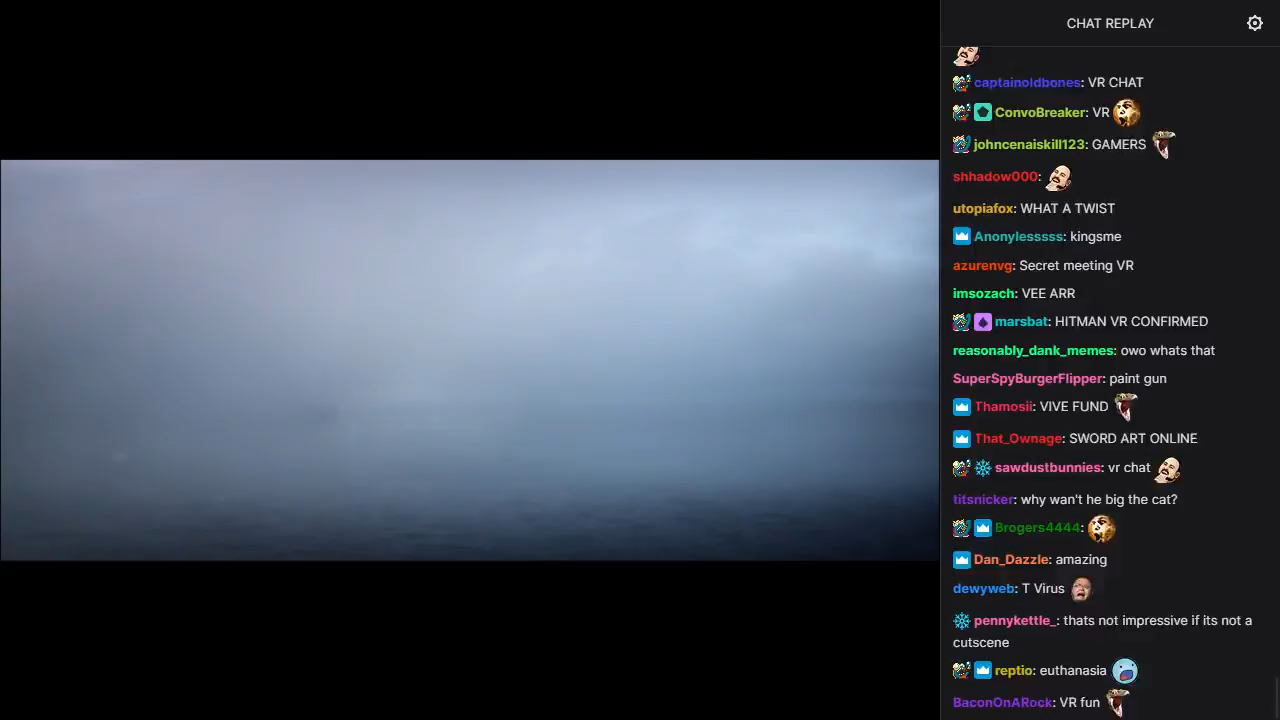 CHAT REPLAY
captainoldbones: VR CHAT
ConvoBreaker: VR
johncenaiskill123: GAMERS
shhadow000:
utopiafox: WHAT A TWIST
Anonylesssss: kingsme
azurenvg: Secret meeting VR
imsozach: VEE ARR
marsbat: HITMAN VR CONFIRMED
reasonably_dank_memes: owo whats that
SuperSpyBurgerFlipper: paint gun
Thamosii: VIVE FUND
That_Ownage: SWORD ART ONLINE
sawdustbunnies: vr chat
titsnicker: why wan't he big the cat?
Brogers4444:
Dan_Dazzle: amazing
dewyweb: T Virus
pennykettle_: thats not impressive if its not a
cutscene
reptio: euthanasia
BaconOnARock: VR fun